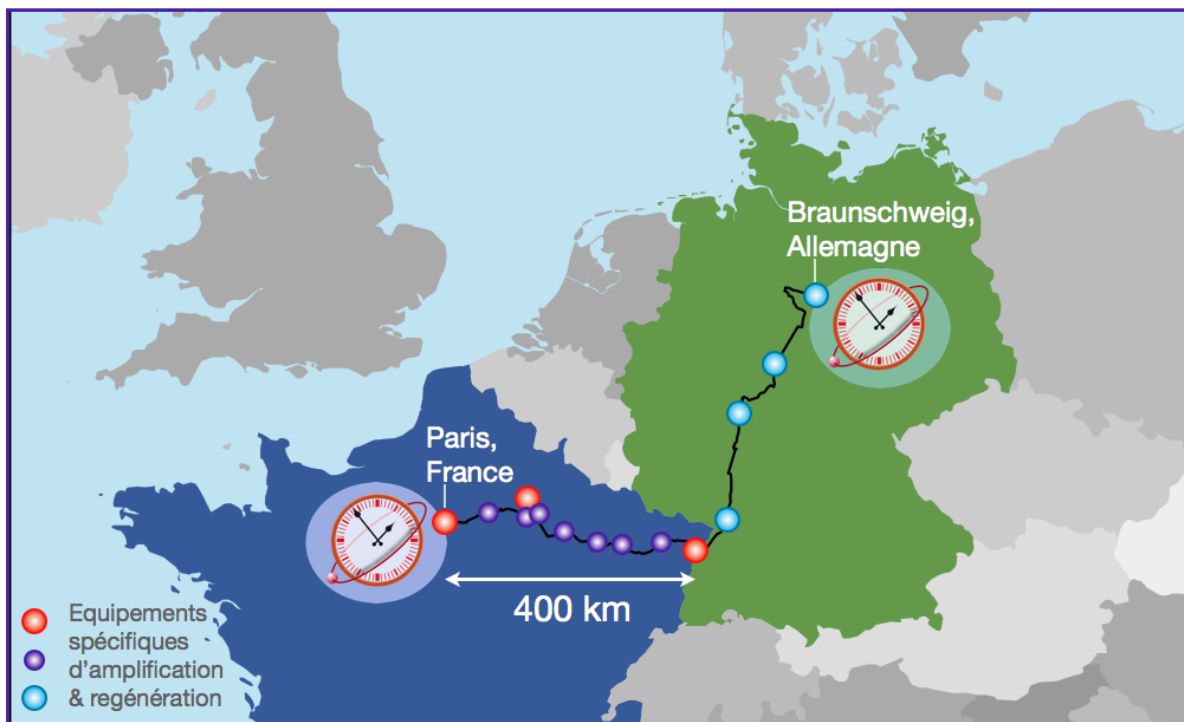 Braunschweig,
Allemagne
Paris,
France
400 km
Equipements
spécifiques
d’amplification
& regénération